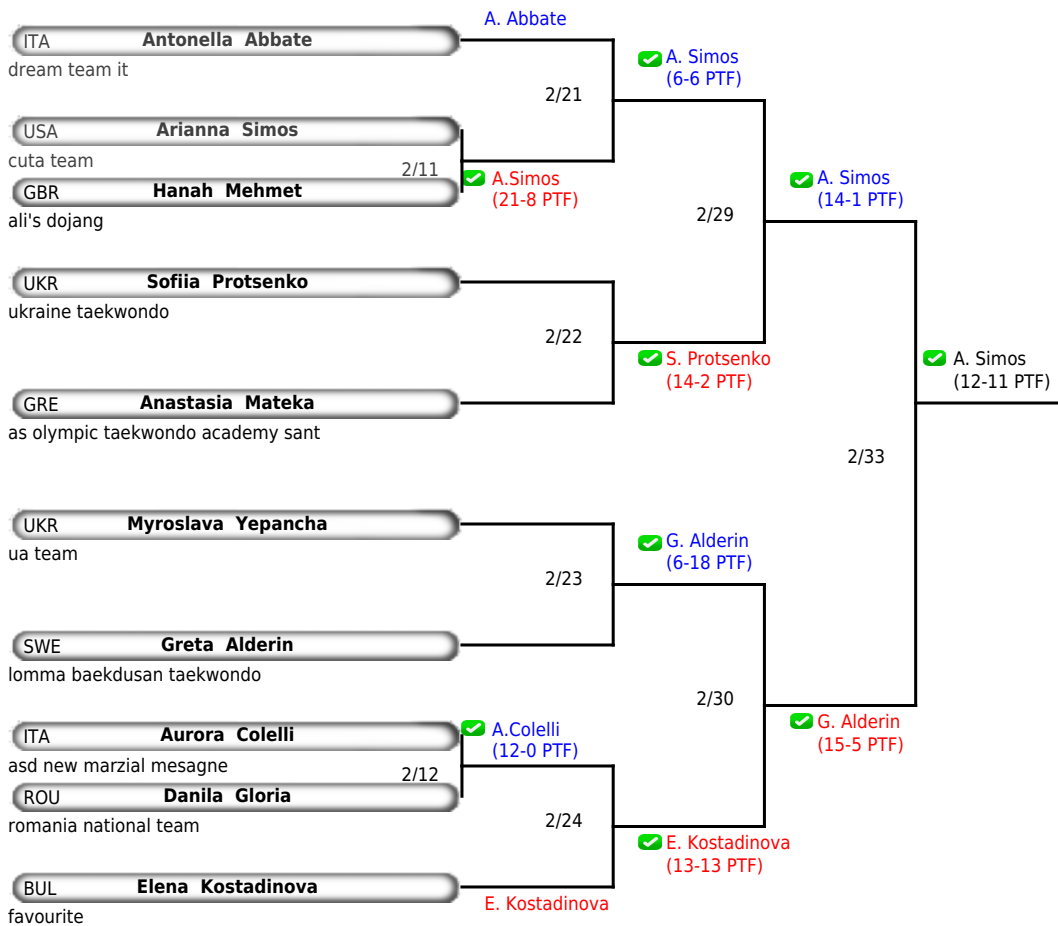 A. Abbate
ITA Antonella Abbate
dream team it
A. Simos
(6-6 PTF)
2/21
USA Arianna Simos
cuta team
2/11
GBR Hanah Mehmet
ali's dojang
A.Simos
(21-8 PTF)
A. Simos
(14-1 PTF)
2/29
UKR Sofiia Protsenko
ukraine taekwondo
2/22
S. Protsenko
(14-2 PTF)
GRE Anastasia Mateka
as olympic taekwondo academy sant
A. Simos
(12-11 PTF)
2/33
UKR Myroslava Yepancha
ua team
G. Alderin
(6-18 PTF)
2/23
SWE Greta Alderin
lomma baekdusan taekwondo
2/30
G. Alderin
(15-5 PTF)
ITA Aurora Colelli
asd new marzial mesagne
A.Colelli
(12-0 PTF)
2/12
ROU Danila Gloria
romania national team
2/24
E. Kostadinova
(13-13 PTF)
BUL Elena Kostadinova
favourite
E. Kostadinova